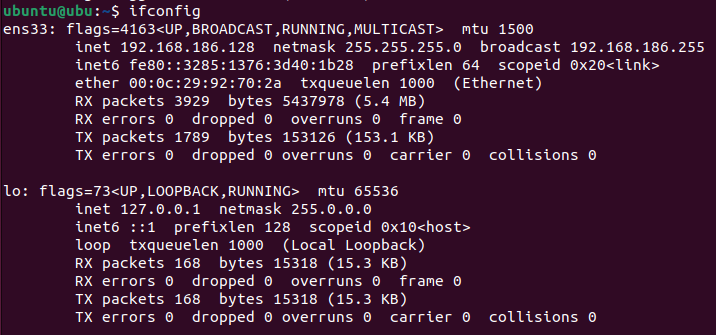 ubuntu@ubu:~$ ifconfig
ens33: flags=4163<UP,BROADCAST,RUNNING,MULTICAST>  mtu 1500
        inet 192.168.186.128  netmask 255.255.255.0  broadcast 192.168.186.255
        inet6 fe80::3285:1376:3d40:1b28  prefixlen 64  scopeid 0x20<link>
        ether 00:0c:29:92:70:2a  txqueuelen 1000  (Ethernet)
        RX packets 3929  bytes 5437978 (5.4 MB)
        RX errors 0  dropped 0  overruns 0  frame 0
        TX packets 1789  bytes 153126 (153.1 KB)
        TX errors 0  dropped 0 overruns 0  carrier 0  collisions 0

lo: flags=73<UP,LOOPBACK,RUNNING>  mtu 65536
        inet 127.0.0.1  netmask 255.0.0.0
        inet6 ::1  prefixlen 128  scopeid 0x10<host>
        loop  txqueuelen 1000  (Local Loopback)
        RX packets 168  bytes 15318 (15.3 KB)
        RX errors 0  dropped 0  overruns 0  frame 0
        TX packets 168  bytes 15318 (15.3 KB)
        TX errors 0  dropped 0 overruns 0  carrier 0  collisions 0